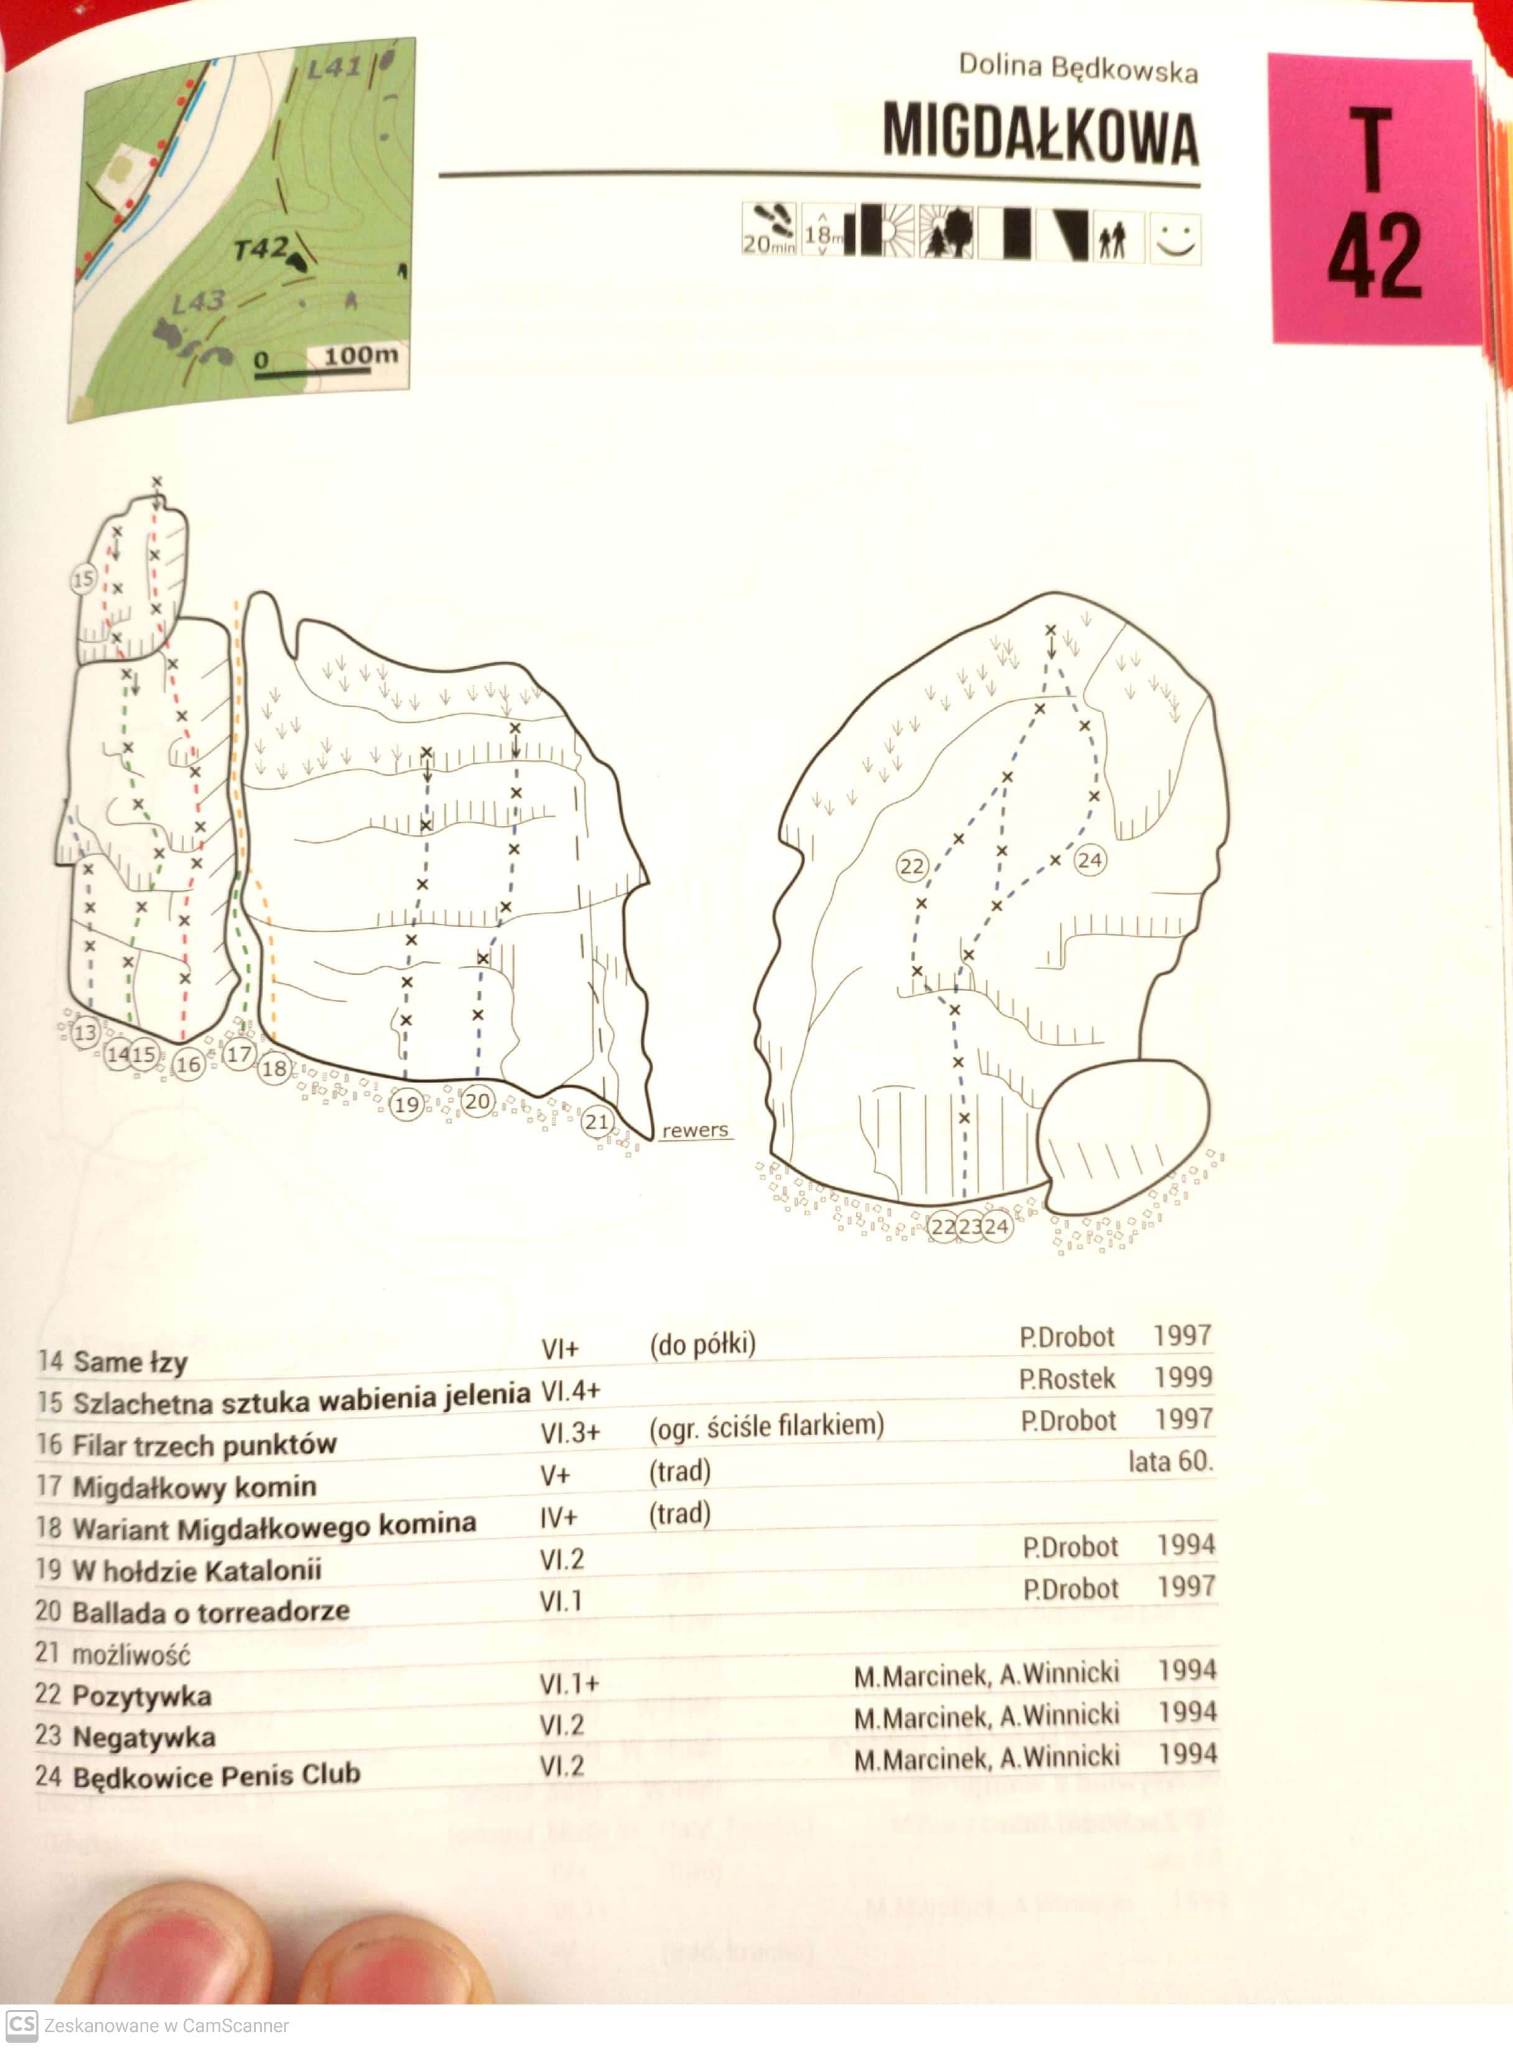 L41
T42
L43
0 100m
Dolina Będkowska
MIGDAŁKOWA
T
42
20min 18m
15
13
14 15
16
17
18
19
20
21
rewers
22
24
22 23 24
14 Same łzy VI+ (do półki) P.Drobot 1997
15 Szlachetna sztuka wabienia jelenia VI.4+ P.Rostek 1999
16 Filar trzech punktów VI.3+ (ogr. ściśle filarkiem) P.Drobot 1997
17 Migdałkowy komin V+ (trad) lata 60.
18 Wariant Migdałkowego komina IV+ (trad)
19 W hołdzie Katalonii VI.2 P.Drobot 1994
20 Ballada o torreadorze VI.1 P.Drobot 1997
21 możliwość
22 Pozytywka VI.1+ M.Marcinek, A.Winnicki 1994
23 Negatywka VI.2 M.Marcinek, A.Winnicki 1994
24 Będkowice Penis Club VI.2 M.Marcinek, A.Winnicki 1994
CS Zeskanowane w CamScanner